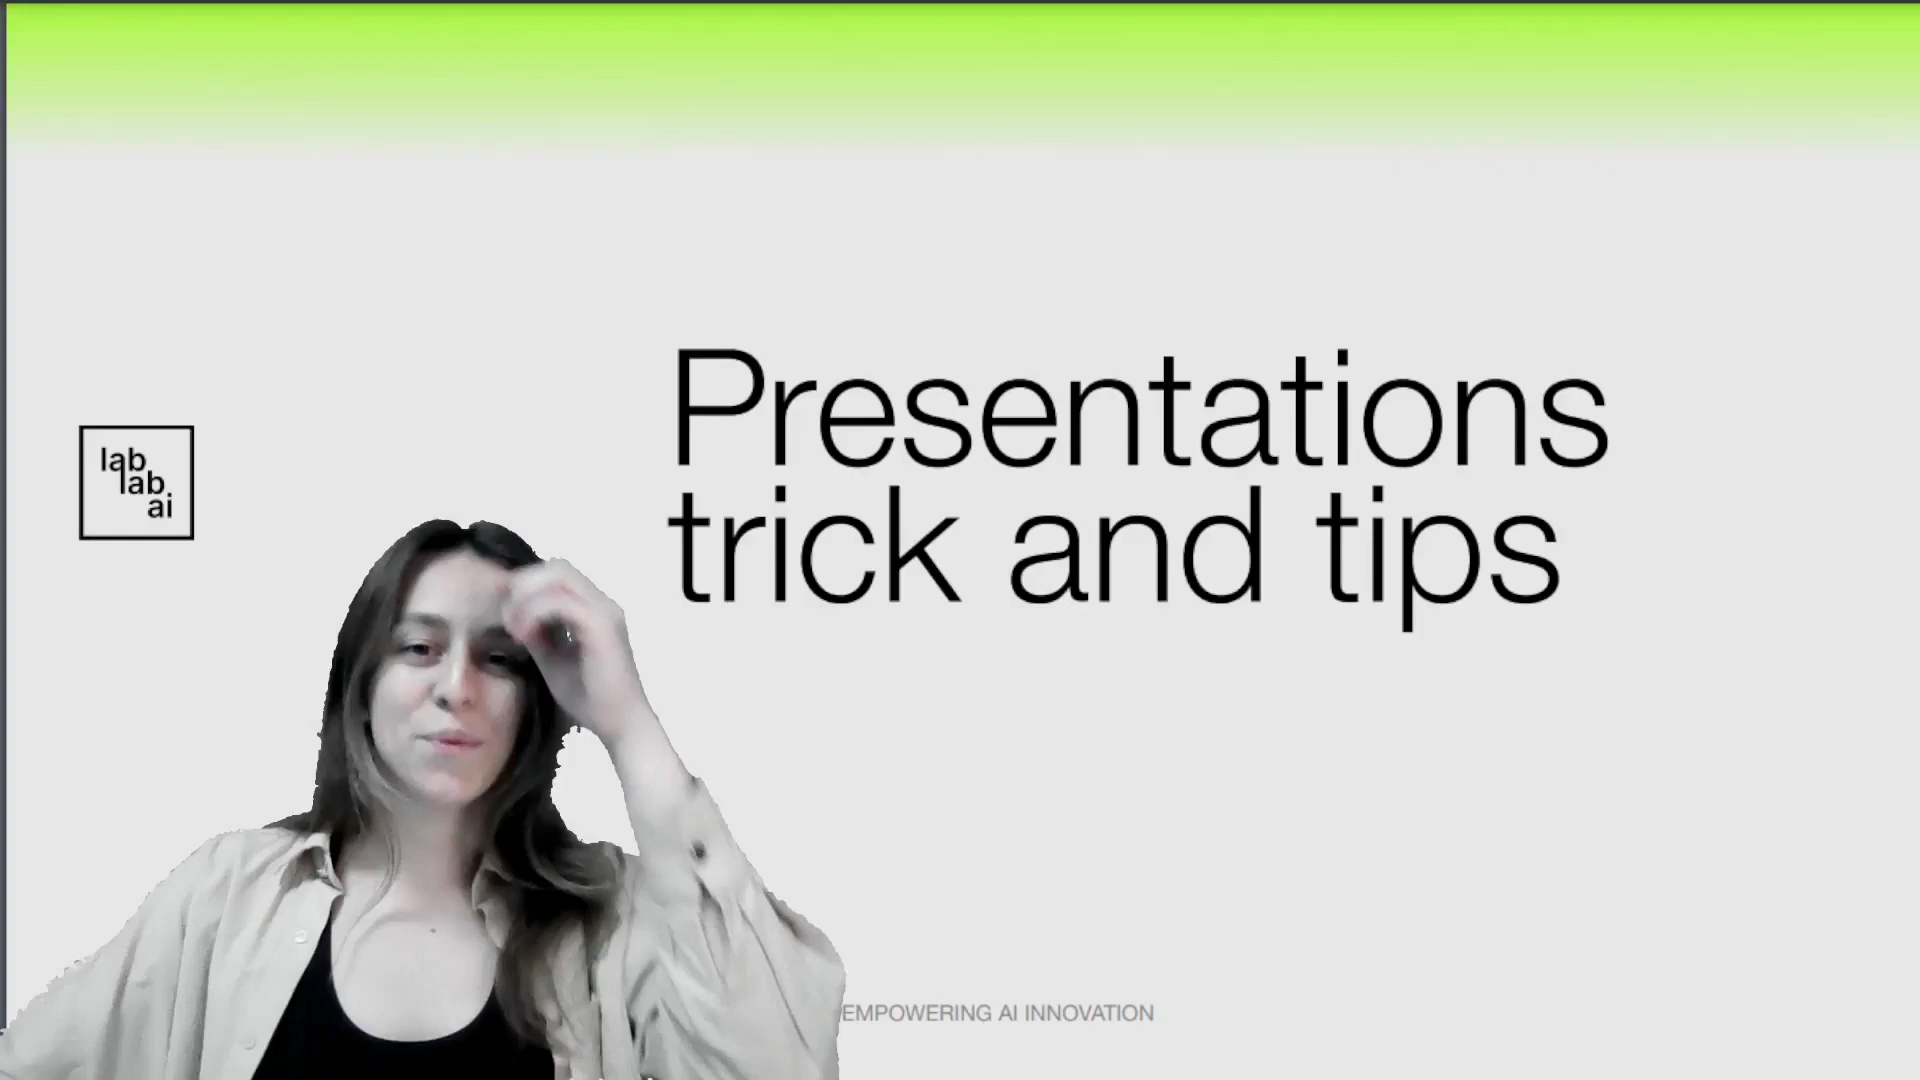 Presentations
trick and tips
lab
lab
ai
EMPOWERING AI INNOVATION